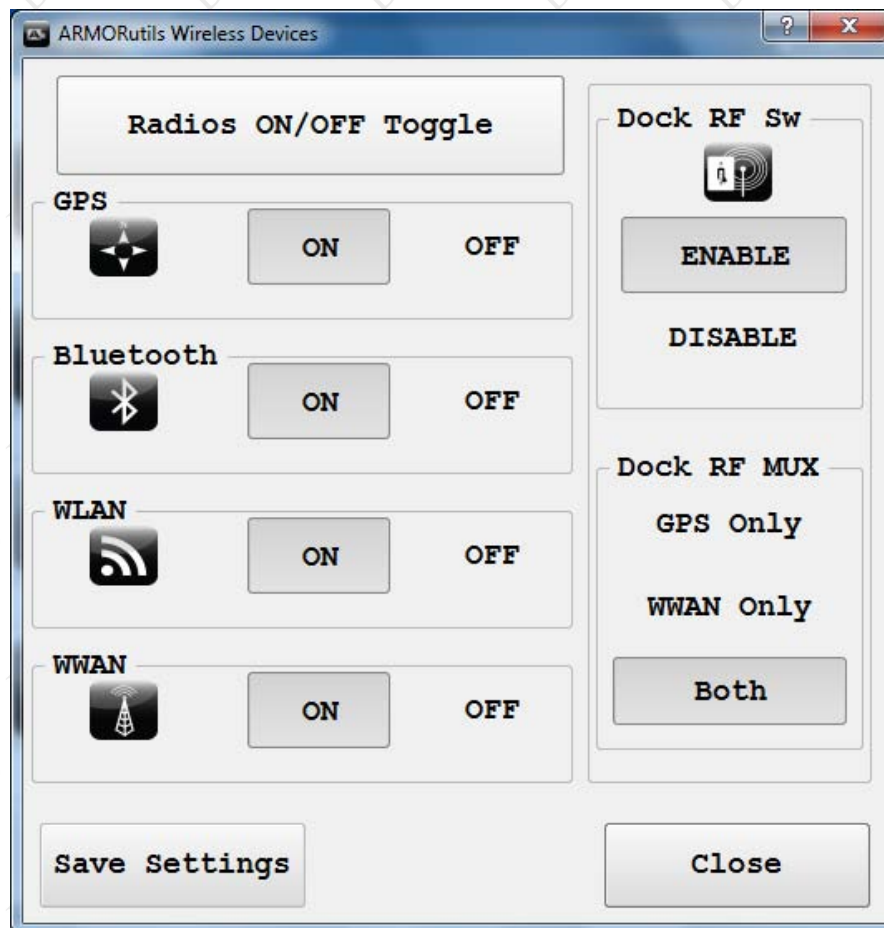 ARMORutils Wireless Devices
Radios ON/OFF Toggle
GPS
ON OFF
Bluetooth
ON OFF
WLAN
ON OFF
WWAN
ON OFF
Dock RF Sw
ENABLE
DISABLE
Dock RF MUX
GPS Only
WWAN Only
Both
Save Settings
Close